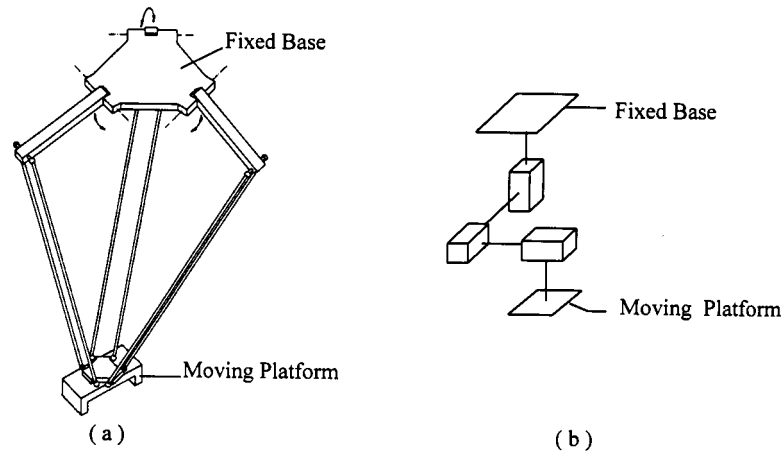 Fixed Base
Moving Platform
( a )
Fixed Base
Moving Platform
( b )